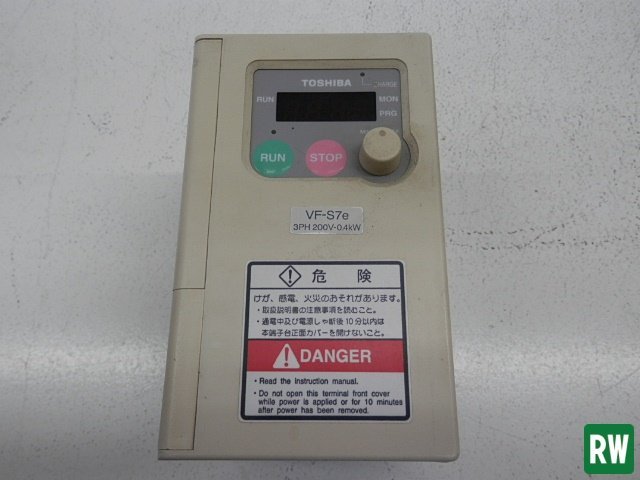 TOSHIBA
CHARGE
RUN
MON
PRG
RUN
STOP
VF-S7e
3PH 200V-0.4kW
危険
けが、感電、火災のおそれがあります。
・取扱説明書の注意事項を読むこと。
・通電中及び電源しゃ断後10分以内は
本端子台正面カバーを開けないこと。
DANGER
• Read the instruction manual.
• Do not open this terminal front cover
while power is applied or for 10 minutes
after power has been removed.
RW